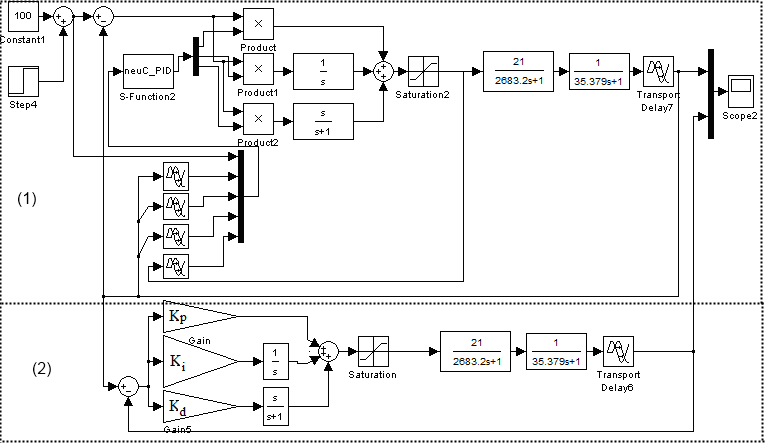 100
Constant1
Step4
neuC_PID
S-Function2
×
Product
×
Product1
×
Product2
1
s
s
s+1
Saturation2
21
2683.2s+1
1
35.379s+1
Transport
Delay7
Scope2
(1)
(2)
Kp
Gain
Ki
Kd
Gain5
1
s
s
s+1
Saturation
21
2683.2s+1
1
35.379s+1
Transport
Delay6